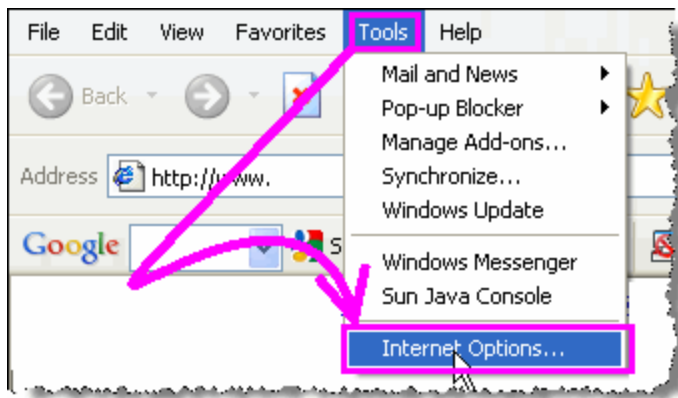 File Edit View Favorites Tools Help
Back
Mail and News
Pop-up Blocker
Manage Add-ons...
Address http://www.
Synchronize...
Windows Update
Google S
Windows Messenger
Sun Java Console
Internet Options...